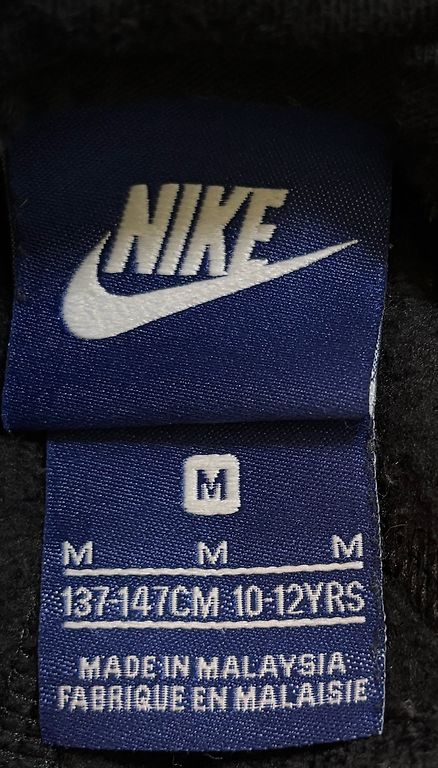 NIKE
M
M M M
137-147CM 10-12YRS
MADE IN MALAYSIA
FABRIQUE EN MALAISIE